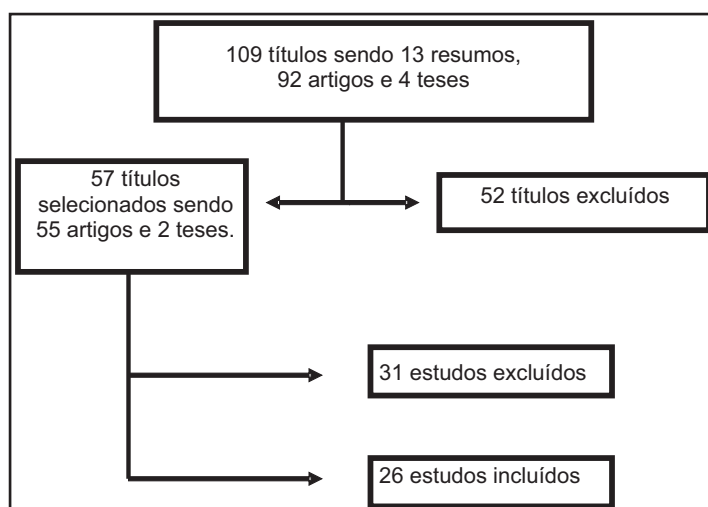 109 títulos sendo 13 resumos,
92 artigos e 4 teses
57 títulos
selecionados sendo
55 artigos e 2 teses.
52 títulos excluídos
31 estudos excluídos
26 estudos incluídos